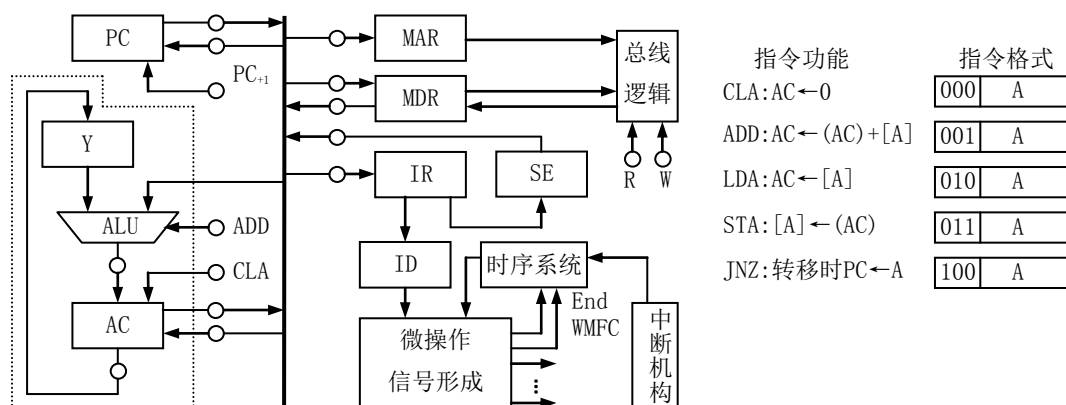 PC
PC+1
Y
ALU
ADD
CLA
AC
MAR
MDR
总线
逻辑
R W
IR
SE
ID
时序系统
End
WMFC
微操作
信号形成
⋮
中断机构
指令功能 指令格式
CLA:AC←0 000 A
ADD:AC←(AC)+[A] 001 A
LDA:AC←[A] 010 A
STA:[A]←(AC) 011 A
JNZ:转移时PC←A 100 A